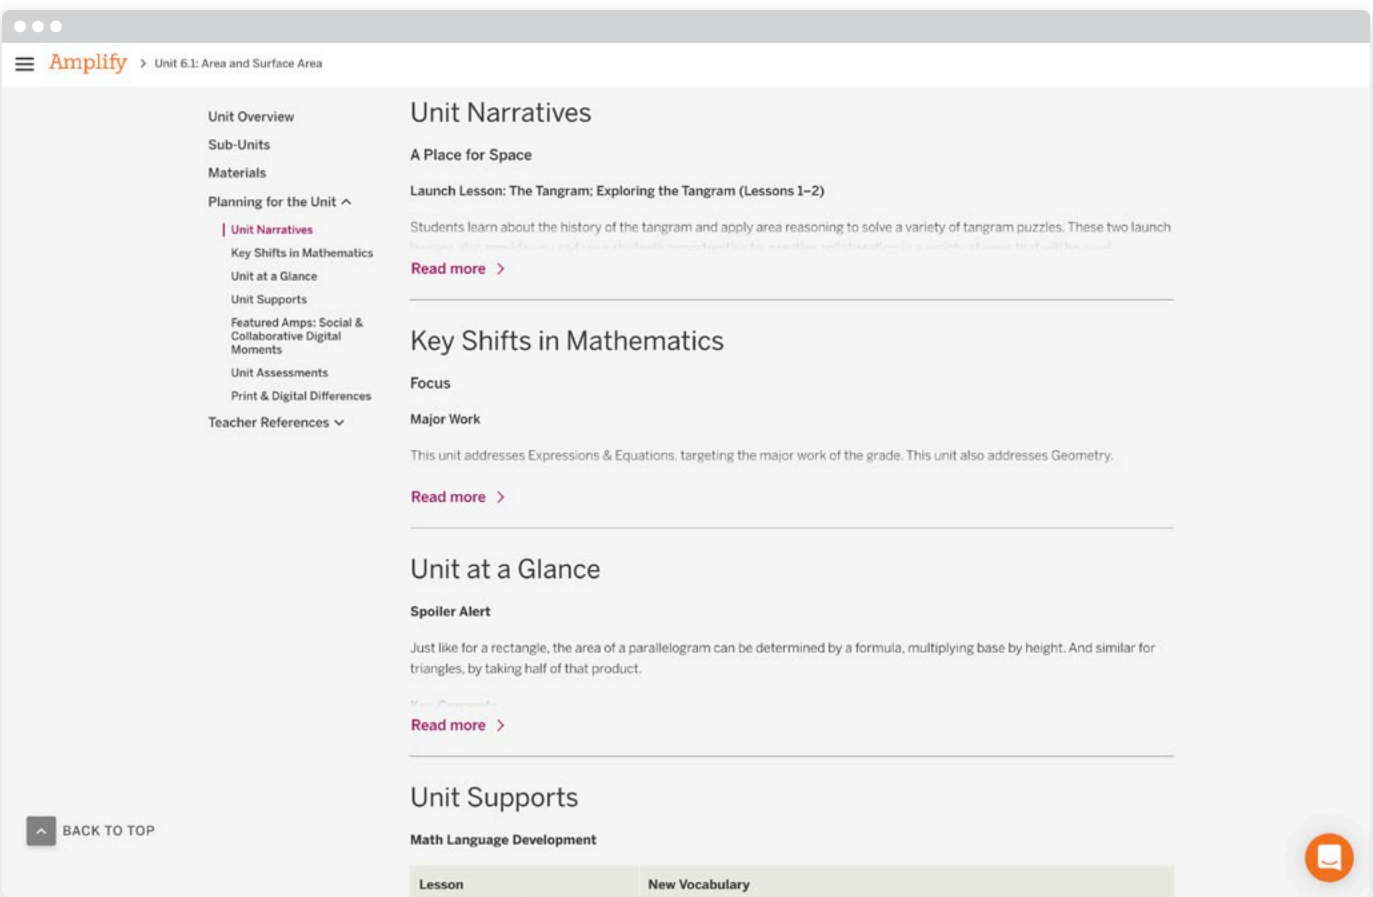 Amplify > Unit 6.1: Area and Surface Area
Unit Overview
Sub-Units
Materials
Planning for the Unit
Unit Narratives
Key Shifts in Mathematics
Unit at a Glance
Unit Supports
Featured Amps: Social &
Collaborative Digital
Moments
Unit Assessments
Print & Digital Differences
Teacher References
Unit Narratives
A Place for Space
Launch Lesson: The Tangram; Exploring the Tangram (Lessons 1–2)
Students learn about the history of the tangram and apply area reasoning to solve a variety of tangram puzzles. These two launch
Read more >
Key Shifts in Mathematics
Focus
Major Work
This unit addresses Expressions & Equations, targeting the major work of the grade. This unit also addresses Geometry.
Read more >
Unit at a Glance
Spoiler Alert
Just like for a rectangle, the area of a parallelogram can be determined by a formula, multiplying base by height. And similar for
triangles, by taking half of that product.
Key Concepts
Read more >
Unit Supports
Math Language Development
Lesson New Vocabulary
BACK TO TOP